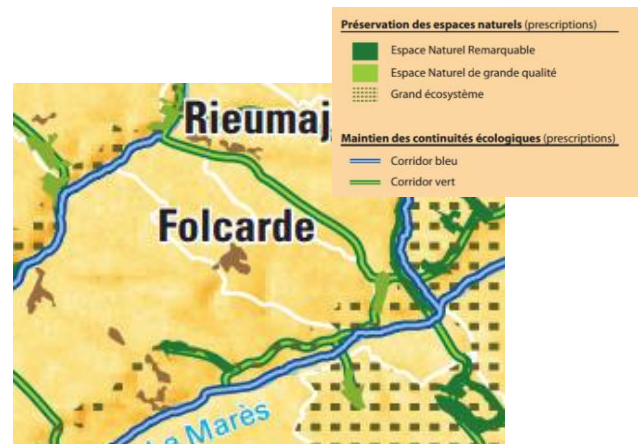 Préservation des espaces naturels (prescriptions)
Espace Naturel Remarquable
Espace Naturel de grande qualité
Grand écosystème
Maintien des continuités écologiques (prescriptions)
Corridor bleu
Corridor vert
Rieumaj
Folcarde
Le Marès